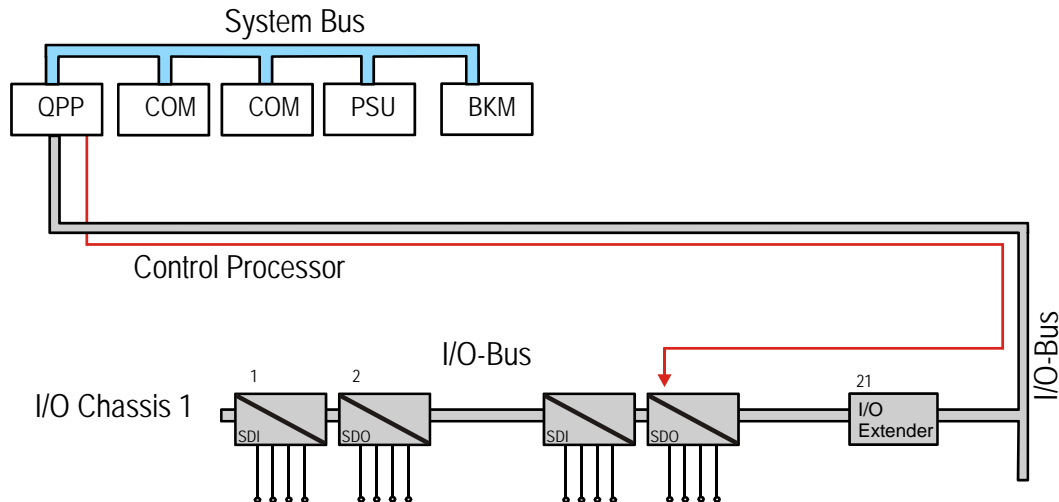 System Bus
QPP COM COM PSU BKM
Control Processor
I/O-Bus
I/O-Bus
1 2 21
I/O Chassis 1
SDI SDO SDI SDO
I/O
Extender